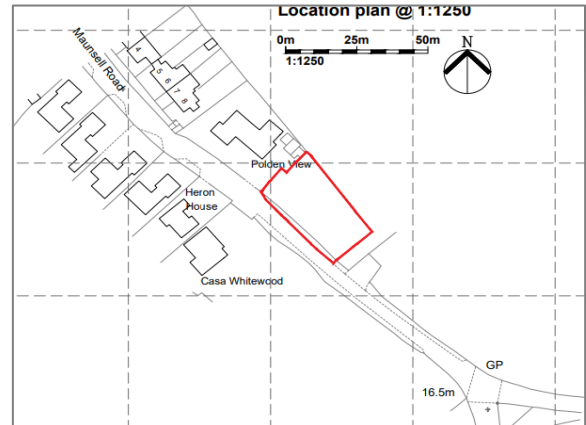 Location plan @ 1:1250
0m 25m 50m
1:1250
N
Maunsell Road
4
5
6
7
8
Polden View
Heron
House
Casa Whitewood
GP
16.5m